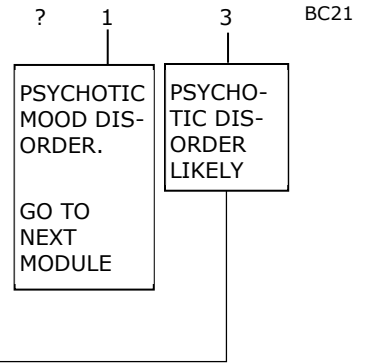 ? 1 3 BC21
PSYCHOTIC
MOOD DIS-
ORDER.
GO TO
NEXT
MODULE
PSYCHO-
TIC DIS-
ORDER
LIKELY